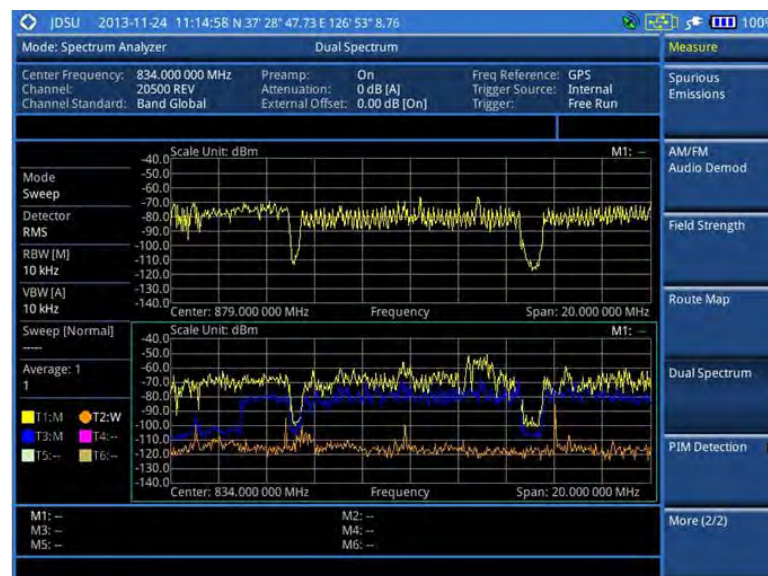 JDSU 2013-11-24 11:14:58 N 37' 28" 47.73 E 126' 53" 8.76 100%
Mode: Spectrum Analyzer Dual Spectrum Measure
Center Frequency: 834.000 000 MHz Preamp: On Freq Reference: GPS
Channel: 20500 REV Attenuation: 0 dB [A] Trigger Source: Internal
Channel Standard: Band Global External Offset: 0.00 dB [On] Trigger: Free Run
Spurious
Emissions
Scale Unit: dBm M1: --
-40.0
-50.0
-60.0
-70.0
-80.0
-90.0
-100.0
-110.0
-120.0
-130.0
-140.0
Center: 879.000 000 MHz Frequency Span: 20.000 000 MHz
Mode
Sweep
Detector
RMS
RBW [M]
10 kHz
VBW [A]
10 kHz
Sweep [Normal]
-----
Average: 1
1
T1:M T2:W
T3:M T4:--
T5:-- T6:--
Scale Unit: dBm M1: --
-40.0
-50.0
-60.0
-70.0
-80.0
-90.0
-100.0
-110.0
-120.0
-130.0
-140.0
Center: 834.000 000 MHz Frequency Span: 20.000 000 MHz
M1: -- M2: --
M3: -- M4: --
M5: -- M6: --
AM/FM
Audio Demod
Field Strength
Route Map
Dual Spectrum
PIM Detection
More (2/2)